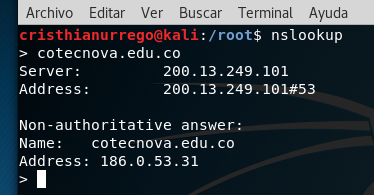 Archivo Editar Ver Buscar Terminal Ayuda
cristhianurrego@kali:/root$ nslookup
> cotecnova.edu.co
Server: 200.13.249.101
Address: 200.13.249.101#53
Non-authoritative answer:
Name: cotecnova.edu.co
Address: 186.0.53.31
>